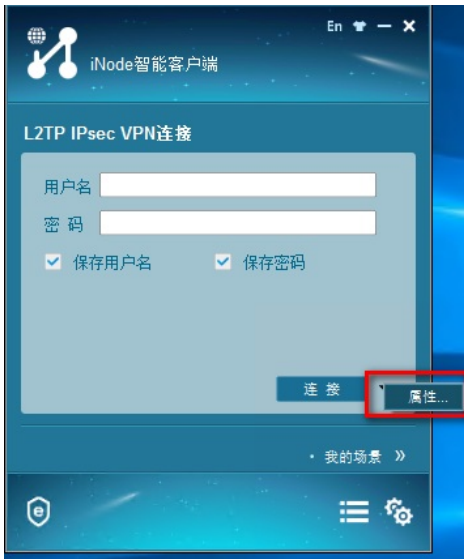 En
iNode智能客户端
L2TP IPsec VPN连接
用户名
密 码
保存用户名 保存密码
连 接
属性...
· 我的场景 »
e